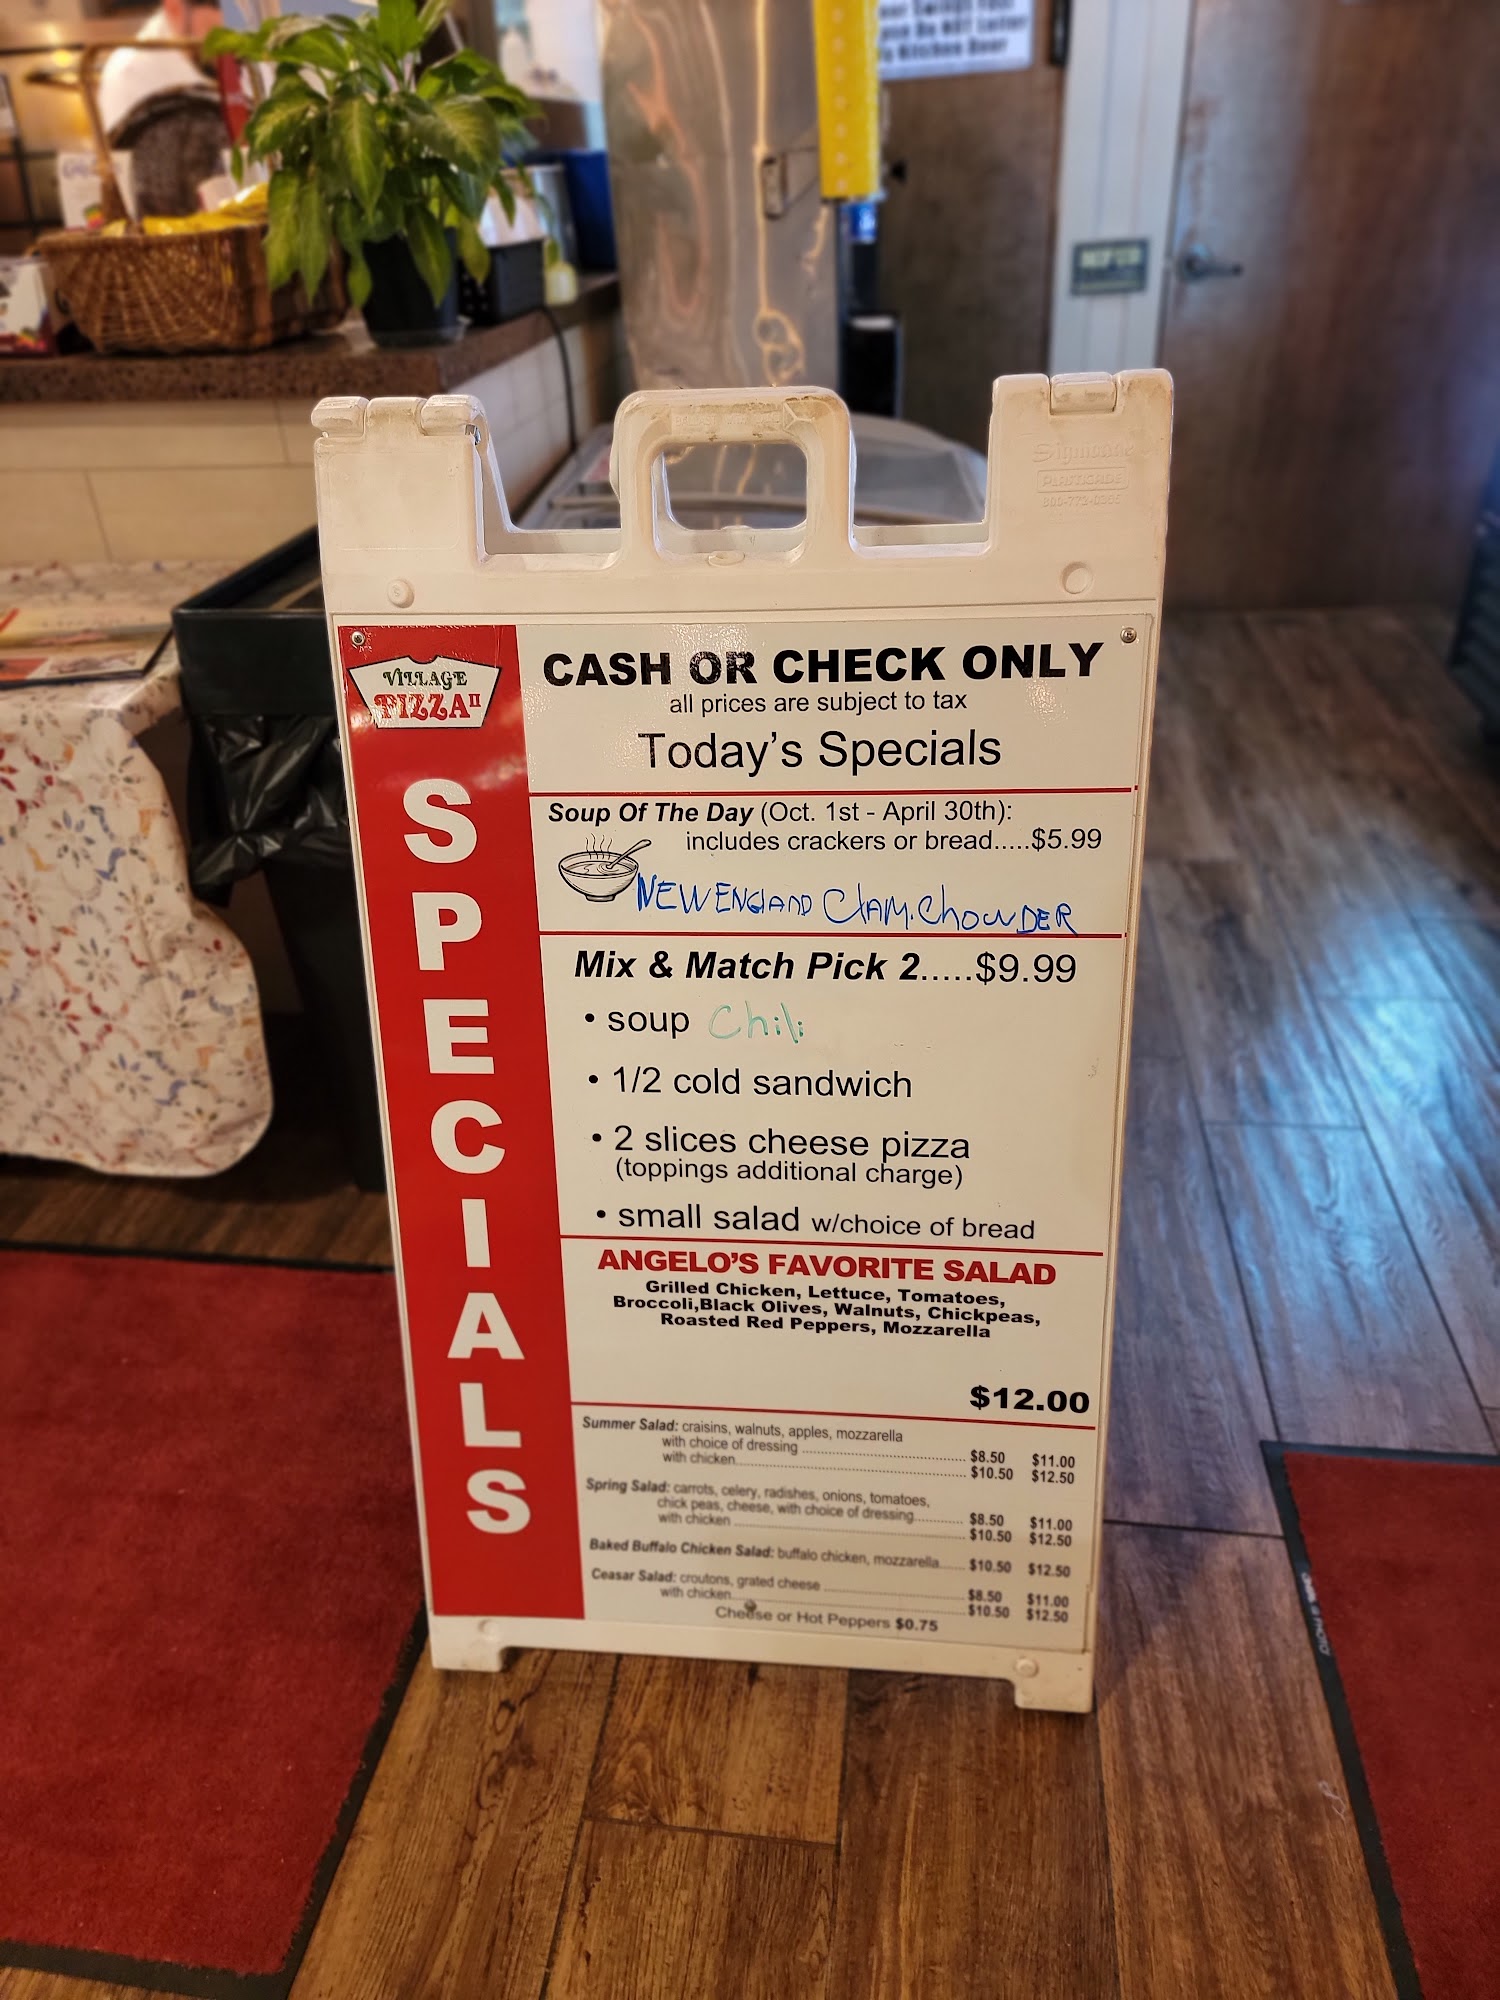 Kitchen Door
Signicade
PLASTICADE
VILLAGE
PIZZA II
SPECIALS
CASH OR CHECK ONLY
all prices are subject to tax
Today's Specials
Soup Of The Day (Oct. 1st - April 30th):
includes crackers or bread.....$5.99
NEW ENGLAND CLAM. ChOWDER
Mix & Match Pick 2.....$9.99
• soup Chili
• 1/2 cold sandwich
• 2 slices cheese pizza
(toppings additional charge)
• small salad w/choice of bread
ANGELO'S FAVORITE SALAD
Grilled Chicken, Lettuce, Tomatoes,
Broccoli,Black Olives, Walnuts, Chickpeas,
Roasted Red Peppers, Mozzarella
$12.00
Summer Salad: craisins, walnuts, apples, mozzarella
with choice of dressing ........ $8.50 $11.00
with chicken........ $10.50 $12.50
Spring Salad: carrots, celery, radishes, onions, tomatoes,
chick peas, cheese, with choice of dressing........ $8.50 $11.00
with chicken ........ $10.50 $12.50
Baked Buffalo Chicken Salad: buffalo chicken, mozzarella...... $10.50 $12.50
Ceasar Salad: croutons, grated cheese ........ $8.50 $11.00
with chicken........ $10.50 $12.50
Cheese or Hot Peppers $0.75